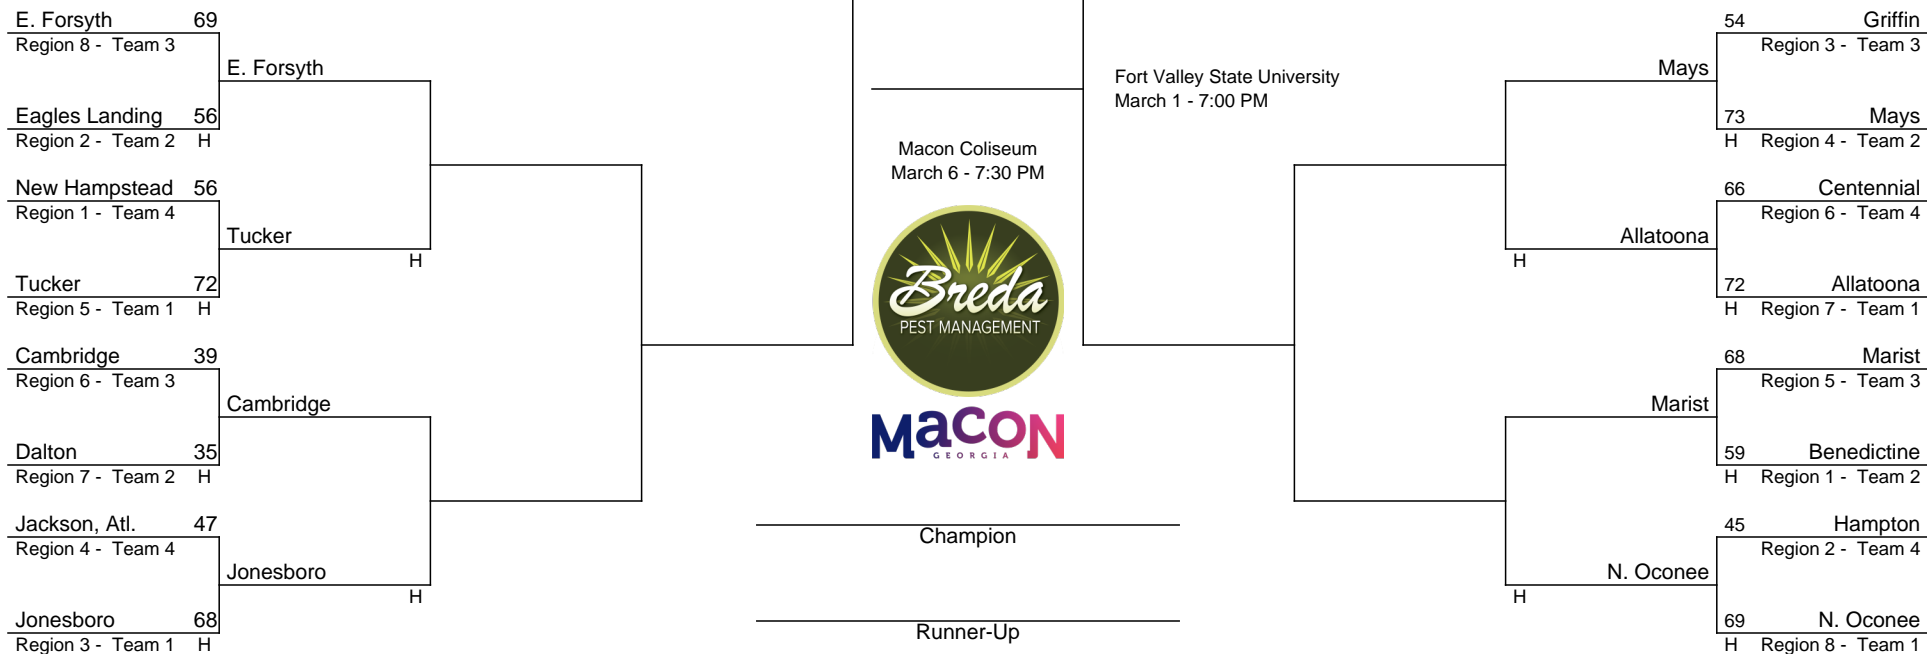 E. Forsyth 69
Region 8 - Team 3
E. Forsyth
Eagles Landing 56
Region 2 - Team 2 H
New Hampstead 56
Region 1 - Team 4
Tucker
H
Tucker 72
Region 5 - Team 1 H
Cambridge 39
Region 6 - Team 3
Cambridge
Dalton 35
Region 7 - Team 2 H
Jackson, Atl. 47
Region 4 - Team 4
Jonesboro
H
Jonesboro 68
Region 3 - Team 1 H
Fort Valley State University
March 1 - 7:00 PM
Macon Coliseum
March 6 - 7:30 PM
Breda
PEST MANAGEMENT
MACON
GEORGIA
Champion
Runner-Up
54 Griffin
Region 3 - Team 3
Mays
73 Mays
H Region 4 - Team 2
66 Centennial
Region 6 - Team 4
Allatoona
H
72 Allatoona
H Region 7 - Team 1
68 Marist
Region 5 - Team 3
Marist
59 Benedictine
H Region 1 - Team 2
45 Hampton
Region 2 - Team 4
N. Oconee
H
69 N. Oconee
H Region 8 - Team 1